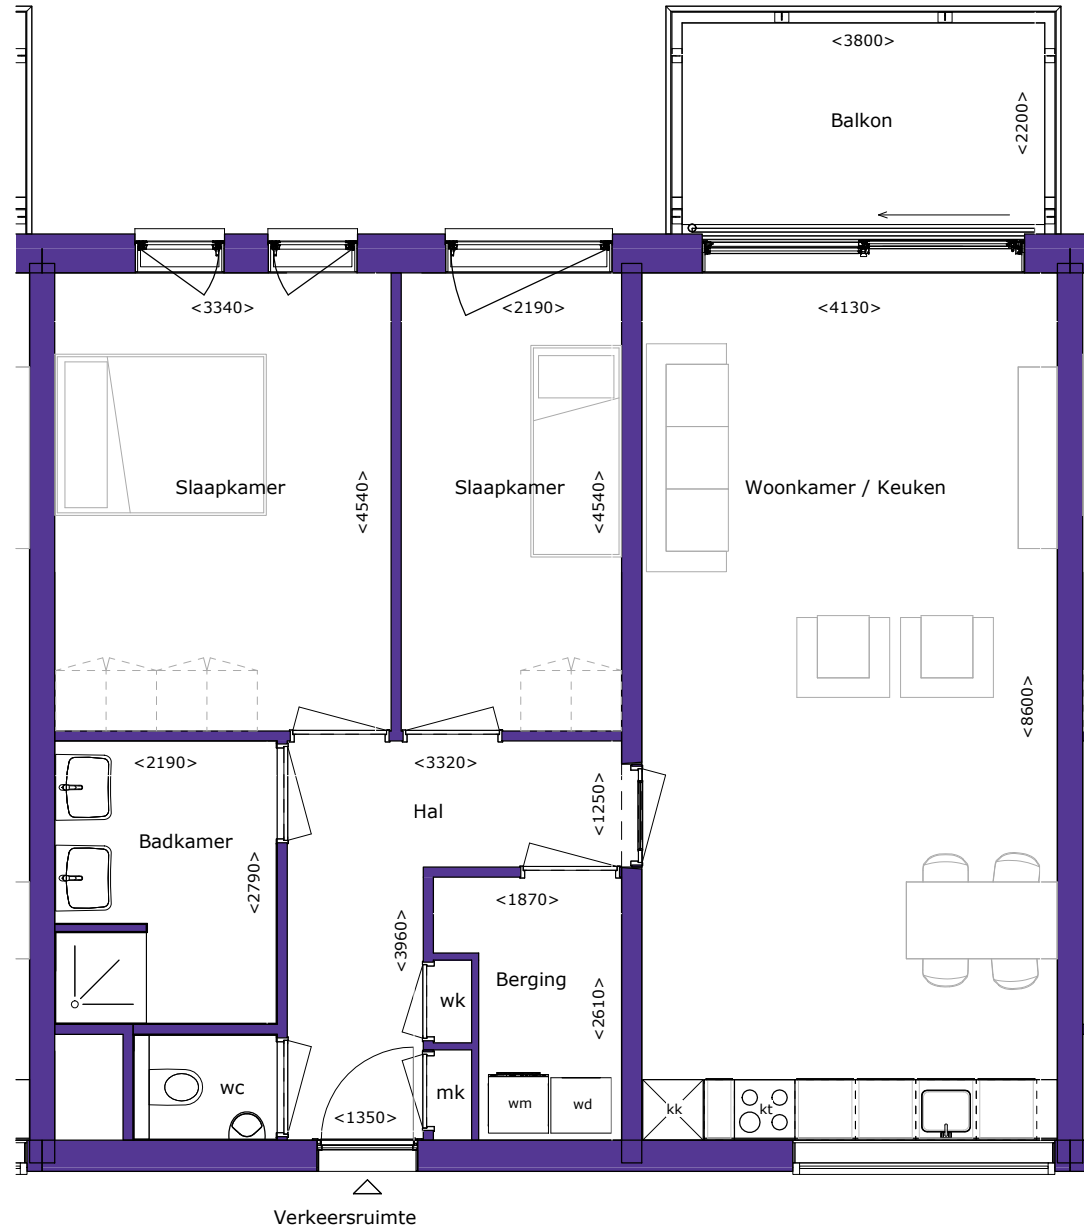 <3800>
Balkon
<2200>
<3340>
<2190>
<4130>
Slaapkamer
<4540>
Slaapkamer
<4540>
Woonkamer / Keuken
<8600>
<2190>
<3320>
Hal
<1250>
Badkamer
<2790>
<1870>
<3960>
Berging
<2610>
wk
wc
mk
wm
wd
kk
kt
<1350>
Verkeersruimte